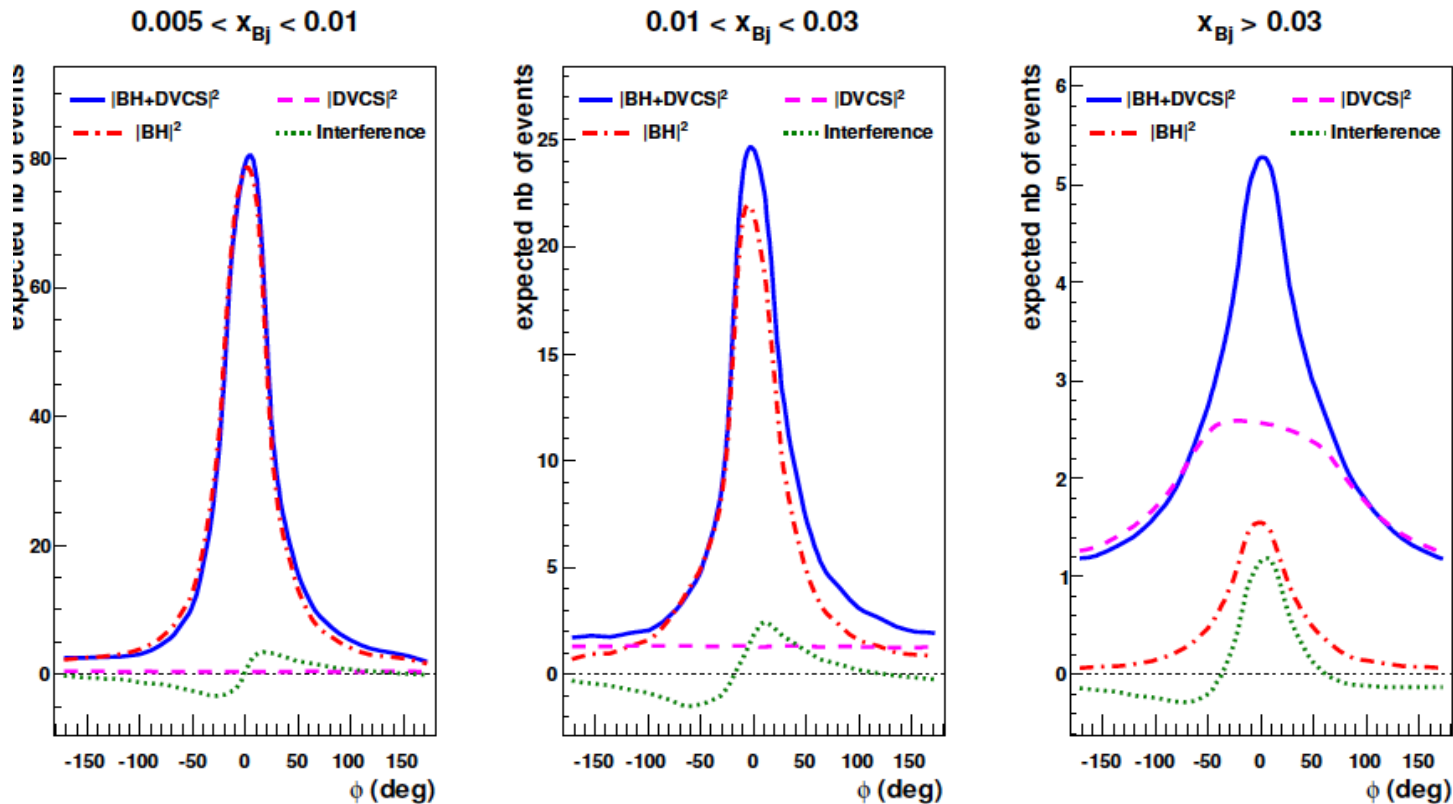 0.005 < x_Bj < 0.01
expected nb of events
|BH+DVCS|² |DVCS|²
|BH|² Interference
80
60
40
20
0
-150 -100 -50 0 50 100 150
ϕ (deg)
0.01 < x_Bj < 0.03
expected nb of events
|BH+DVCS|² |DVCS|²
|BH|² Interference
25
20
15
10
5
0
-150 -100 -50 0 50 100 150
ϕ (deg)
x_Bj > 0.03
expected nb of events
|BH+DVCS|² |DVCS|²
|BH|² Interference
6
5
4
3
2
1
0
-150 -100 -50 0 50 100 150
ϕ (deg)